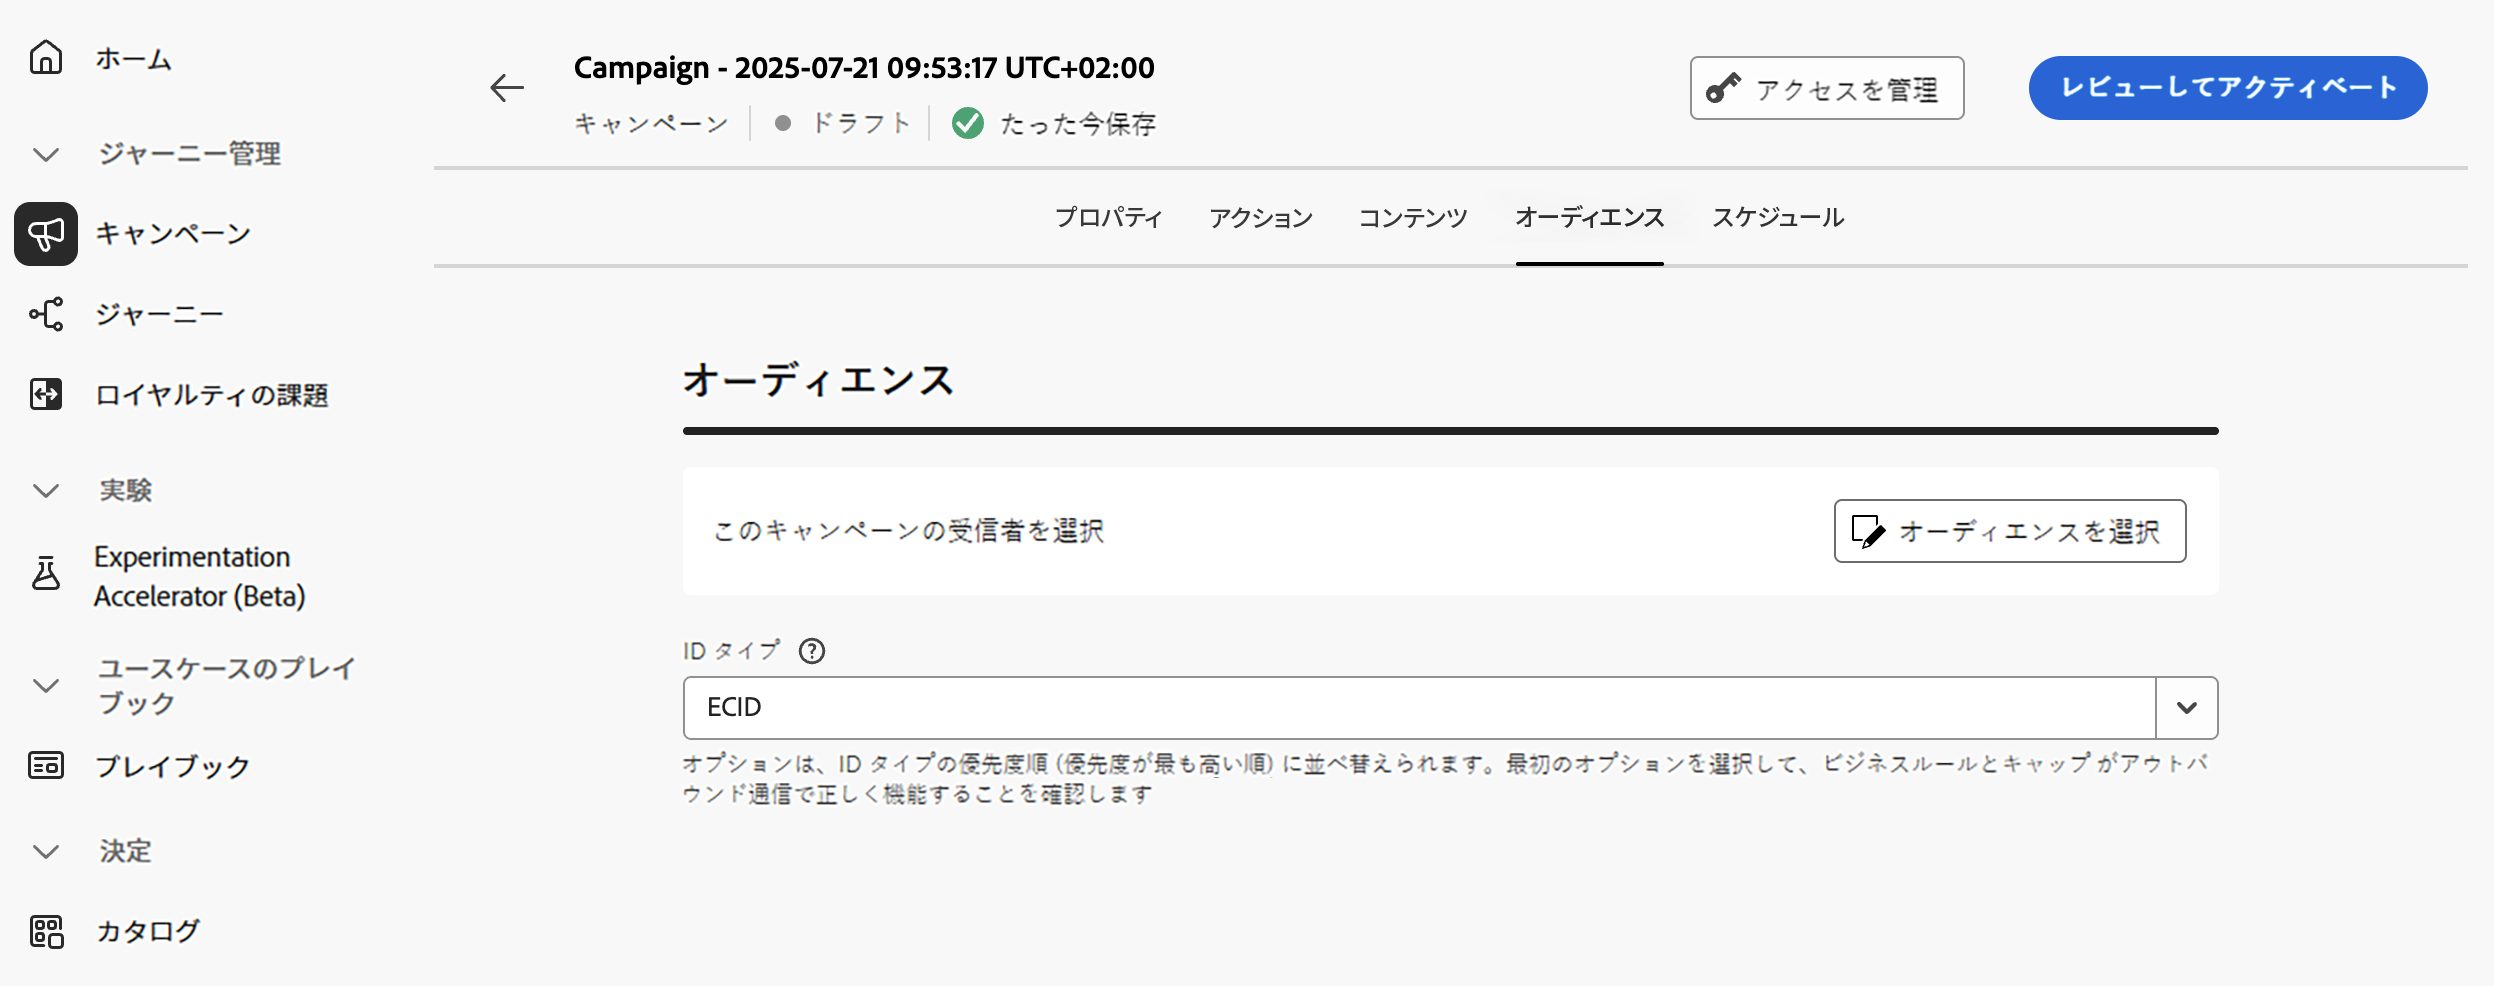 ホーム
ジャーニー管理
キャンペーン
ジャーニー
ロイヤルティの課題
実験
Experimentation
Accelerator (Beta)
ユースケースのプレイ
ブック
プレイブック
決定
カタログ
Campaign - 2025-07-21 09:53:17 UTC+02:00
キャンペーン ドラフト たった今保存
アクセスを管理
レビューしてアクティベート
プロパティ アクション コンテンツ オーディエンス スケジュール
オーディエンス
このキャンペーンの受信者を選択
オーディエンスを選択
ID タイプ
ECID
オプションは、ID タイプの優先度順 (優先度が最も高い順) に並べ替えられます。最初のオプションを選択して、ビジネスルールとキャップ がアウトバ
ウンド通信で正しく機能することを確認します